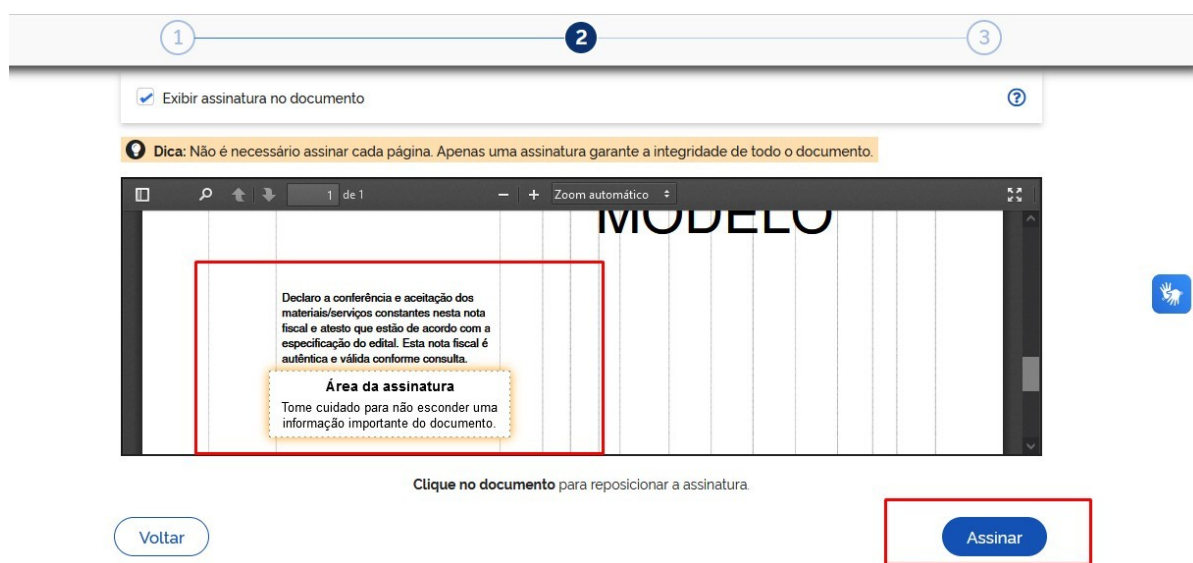 1
2
3
Exibir assinatura no documento
Dica: Não é necessário assinar cada página. Apenas uma assinatura garante a integridade de todo o documento.
1 de 1
Zoom automático
MODELO
Declaro a conferência e aceitação dos
materiais/serviços constantes nesta nota
fiscal e atesto que estão de acordo com a
especificação do edital. Esta nota fiscal é
autêntica e válida conforme consulta.
Área da assinatura
Tome cuidado para não esconder uma
informação importante do documento.
Clique no documento para reposicionar a assinatura.
Voltar
Assinar